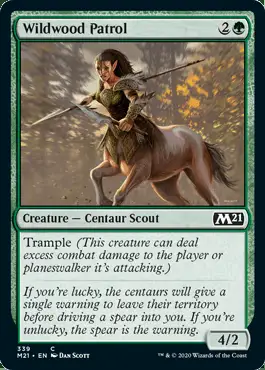 Wildwood Patrol 2
Creature — Centaur Scout M21
Trample (This creature can deal
excess combat damage to the player or
planeswalker it's attacking.)
If you're lucky, the centaurs will give a
single warning to leave their territory
before driving a spear into you. If you're
unlucky, the spear is the warning.
4/2
339 C
M21 • EN DAN SCOTT
™ & © 2020 Wizards of the Coast